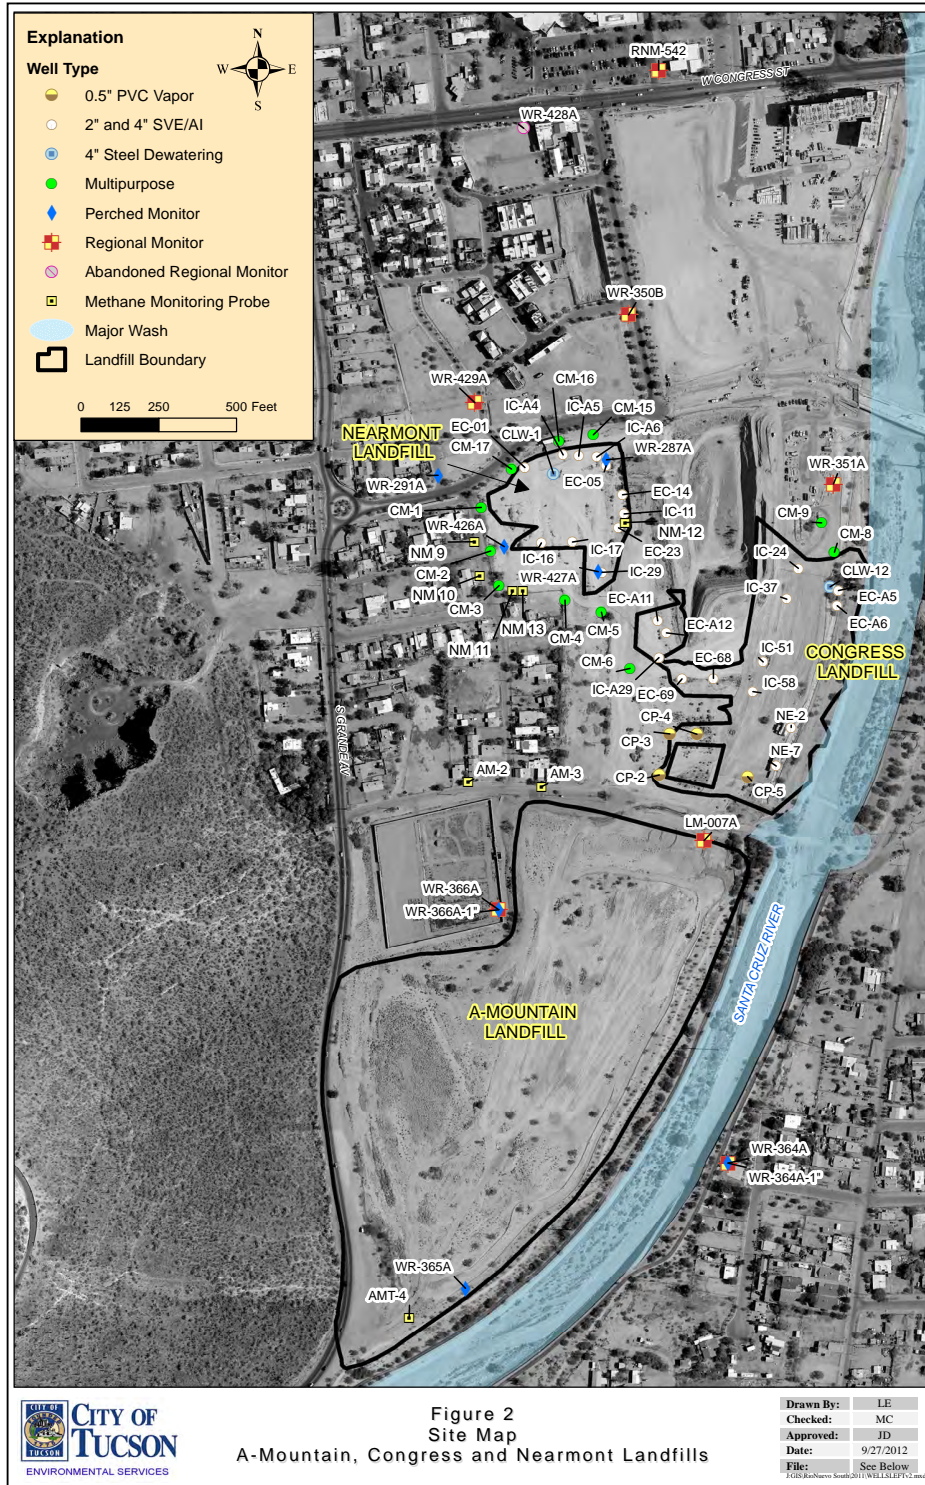 Explanation
Well Type
0.5" PVC Vapor
2" and 4" SVE/AI
4" Steel Dewatering
Multipurpose
Perched Monitor
Regional Monitor
Abandoned Regional Monitor
Methane Monitoring Probe
Major Wash
Landfill Boundary
0 125 250 500 Feet
N
W E
S
RNM-542
W CONGRESS ST
WR-428A
WR-350B
WR-429A
CM-16
IC-A4
IC-A5
CM-15
EC-01
CLW-1
IC-A6
NEARMONT
LANDFILL
CM-17
WR-287A
WR-291A
EC-05
WR-351A
EC-14
CM-1
IC-11
CM-9
WR-426A
NM-12
CM-8
NM 9
IC-16
IC-17
EC-23
IC-24
CM-2
WR-427A
IC-29
CLW-12
NM 10
IC-37
EC-A5
CM-3
EC-A11
EC-A6
NM 13
CM-4
CM-5
EC-A12
NM 11
IC-51
CONGRESS
LANDFILL
CM-6
EC-68
IC-A29
EC-69
IC-58
CP-4
NE-2
CP-3
S GRANDE AV
NE-7
CP-2
AM-2
AM-3
CP-5
LM-007A
WR-366A
WR-366A-1"
SANTA CRUZ RIVER
A-MOUNTAIN
LANDFILL
WR-364A
WR-364A-1"
WR-365A
AMT-4
CITY OF
TUCSON
ENVIRONMENTAL SERVICES
CITY OF
TUCSON
Figure 2
Site Map
A-Mountain, Congress and Nearmont Landfills
Drawn By: LE
Checked: MC
Approved: JD
Date: 9/27/2012
File: See Below